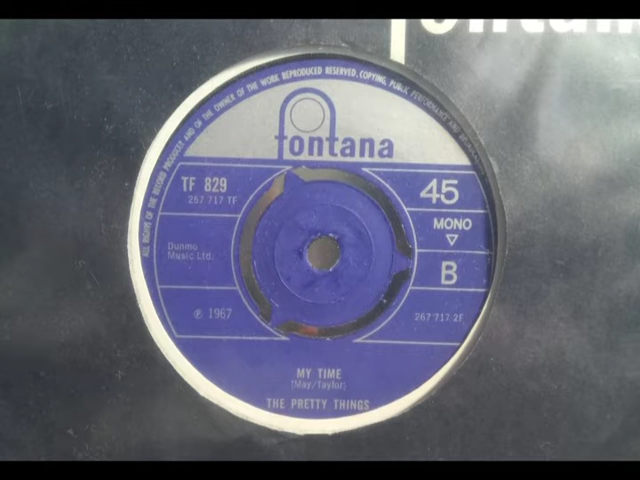 fontana
ALL RIGHTS OF THE RECORD PRODUCER AND OF THE OWNER OF THE WORK REPRODUCED RESERVED. COPYING, PUBLIC PERFORMANCE AND
fontana
TF 829
267 717 TF
45
MONO
B
Dunmo
Music Ltd.
℗ 1967
267 717 2F
MY TIME
(May/Taylor)
THE PRETTY THINGS